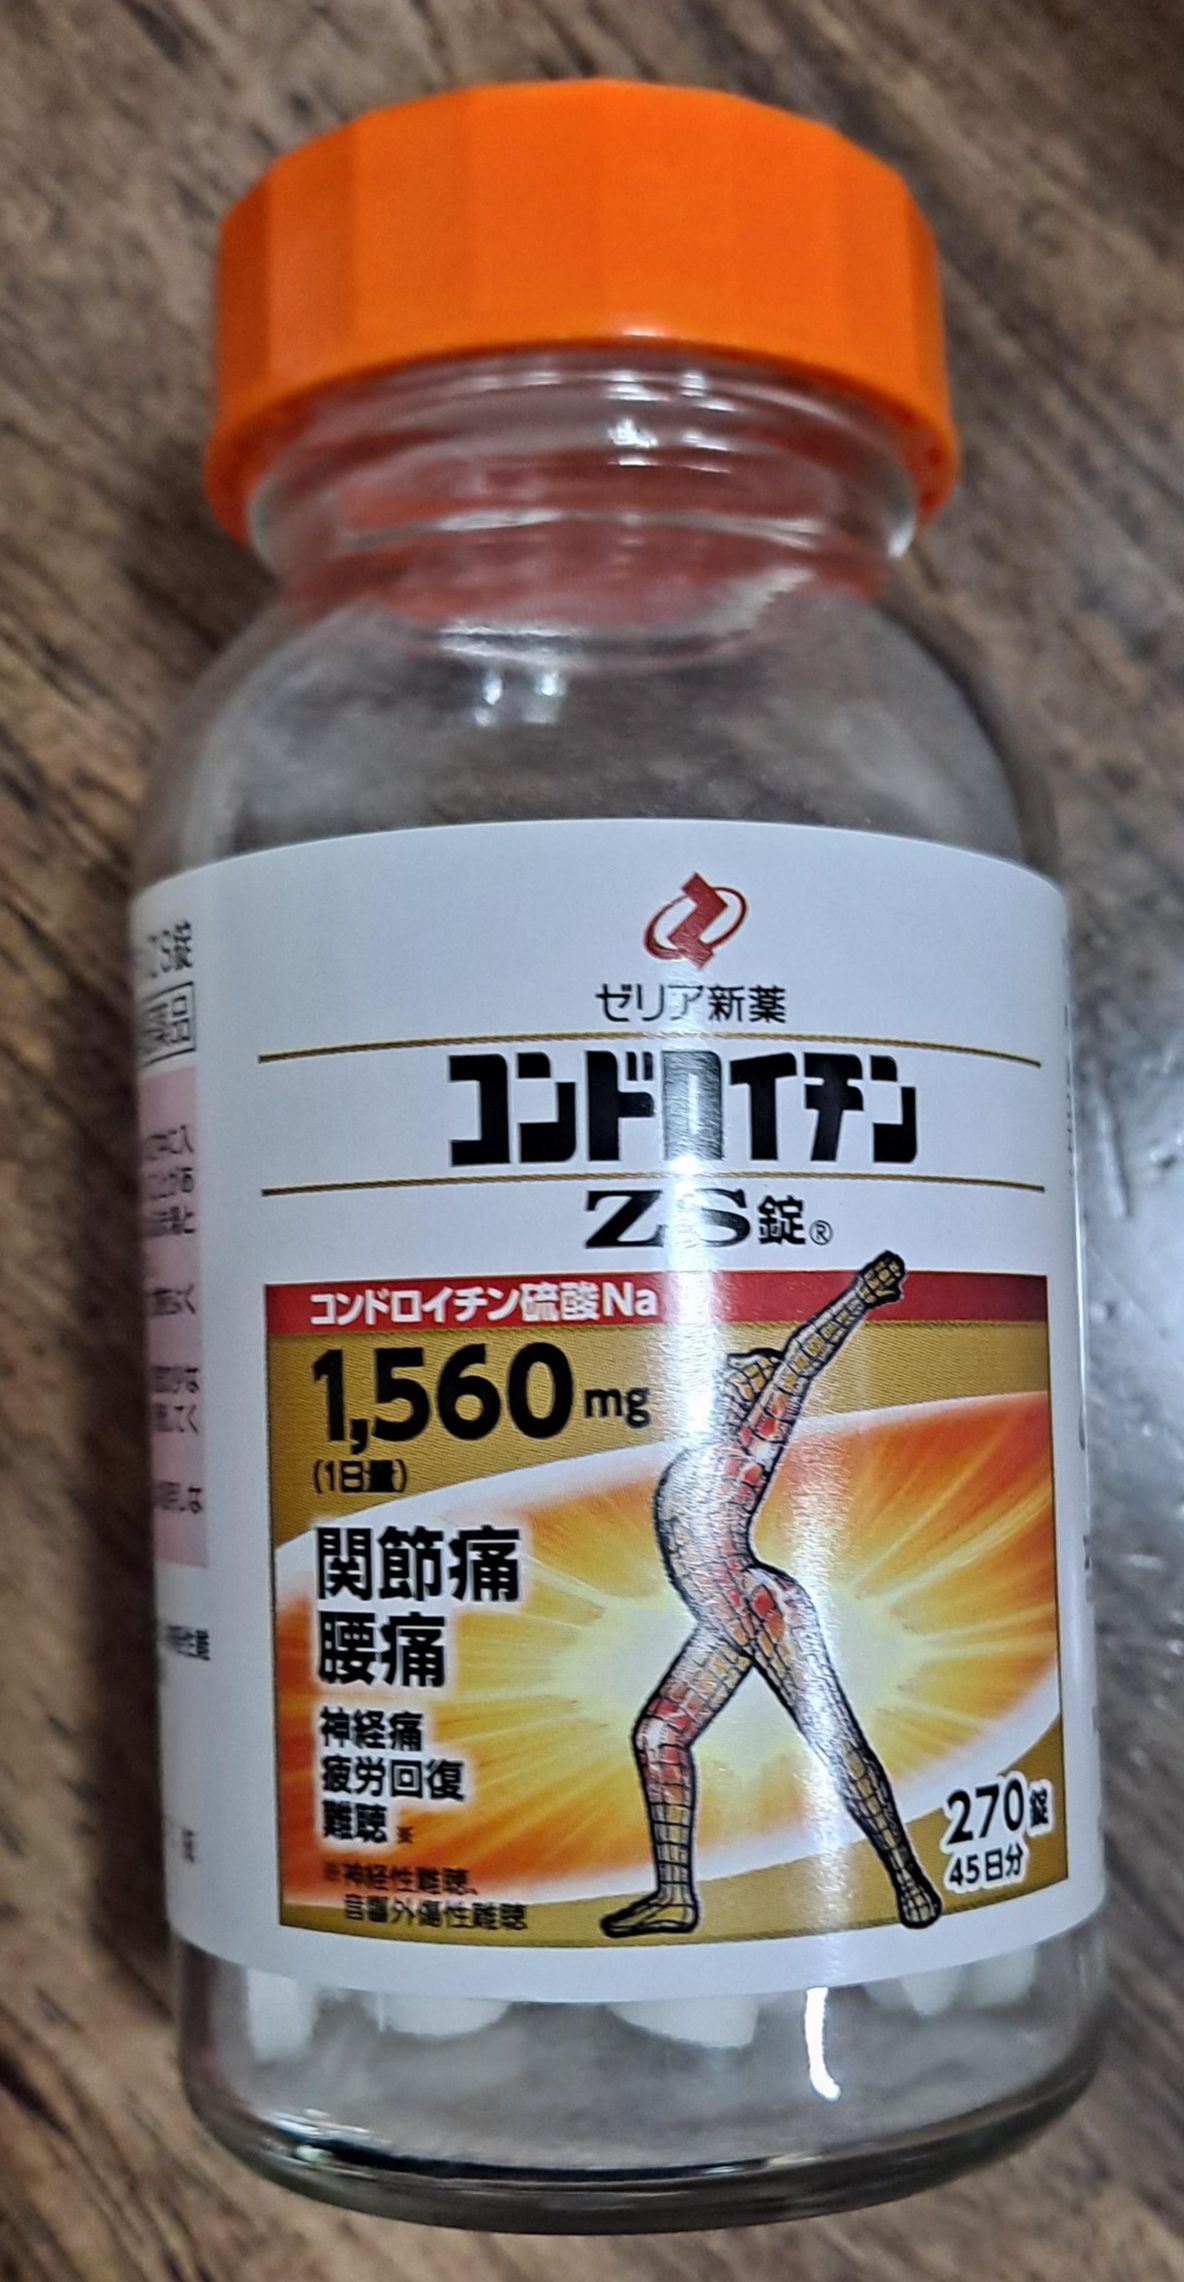 ゼリア新薬
コンドロイチン
ZS錠®
コンドロイチン硫酸Na
1,560mg
(1日量)
関節痛
腰痛
神経痛
疲労回復
難聴※
※神経性難聴、
音響外傷性難聴
270錠
45日分
ZS錠